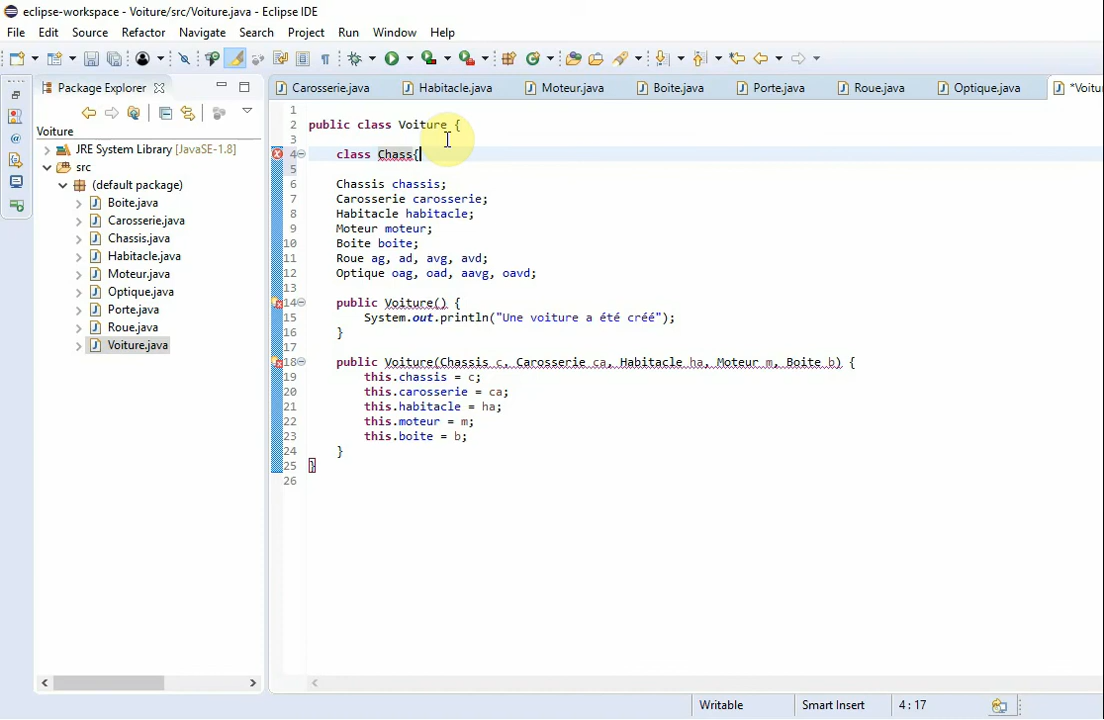 eclipse-workspace - Voiture/src/Voiture.java - Eclipse IDE
File Edit Source Refactor Navigate Search Project Run Window Help
Package Explorer
Carosserie.java Habitacle.java Moteur.java Boite.java Porte.java Roue.java Optique.java *Voitu
Voiture
JRE System Library [JavaSE-1.8]
src
(default package)
Boite.java
Carosserie.java
Chassis.java
Habitacle.java
Moteur.java
Optique.java
Porte.java
Roue.java
Voiture.java
1
2 public class Voiture {
3
4 class Chass{
5
6 Chassis chassis;
7 Carosserie carosserie;
8 Habitacle habitacle;
9 Moteur moteur;
10 Boite boite;
11 Roue ag, ad, avg, avd;
12 Optique oag, oad, aavg, oavd;
13
14 public Voiture() {
15 System.out.println("Une voiture a été créé");
16 }
17
18 public Voiture(Chassis c, Carosserie ca, Habitacle ha, Moteur m, Boite b) {
19 this.chassis = c;
20 this.carosserie = ca;
21 this.habitacle = ha;
22 this.moteur = m;
23 this.boite = b;
24 }
25 }
26
Writable Smart Insert 4 : 17